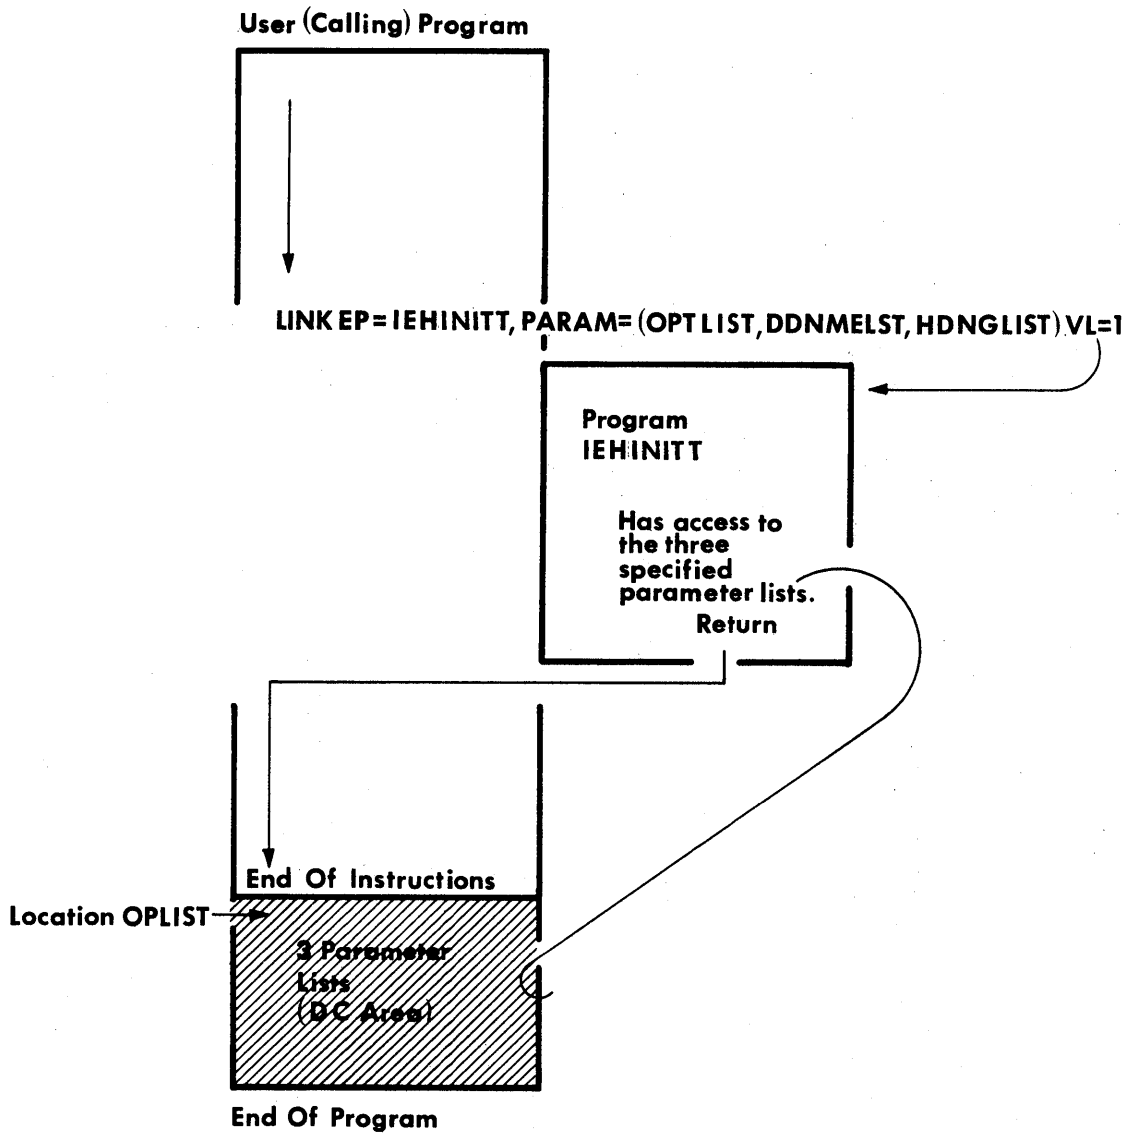 User (Calling) Program
LINK EP=IEHINITT, PARAM=(OPTLIST,DDNMELST,HDNGLIST)VL=1
Program
IEHINITT
Has access to
the three
specified
parameter lists.
Return
End Of Instructions
Location OPLIST
3 Parameter
Lists
(DC Area)
End Of Program